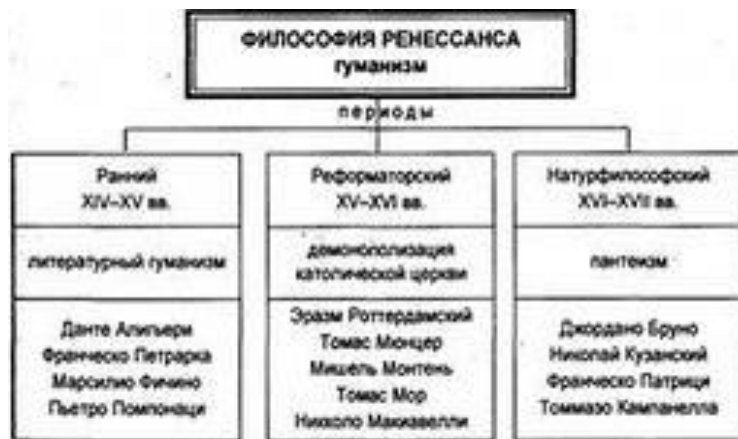 ФИЛОСОФИЯ РЕНЕССАНСА
гуманизм
периоды
Ранний
XIV–XV вв.
литературный гуманизм
Данте Алигьери
Франческо Петрарка
Марсилио Фичино
Пьетро Помпонаци
Реформаторский
XV–XVI вв.
демонополизация
католической церкви
Эразм Роттердамский
Томас Мюнцер
Мишель Монтень
Томас Мор
Никколо Макиавелли
Натурфилософский
XVI–XVII вв.
пантеизм
Джордано Бруно
Николай Кузанский
Франческо Патрици
Томмазо Кампанелла